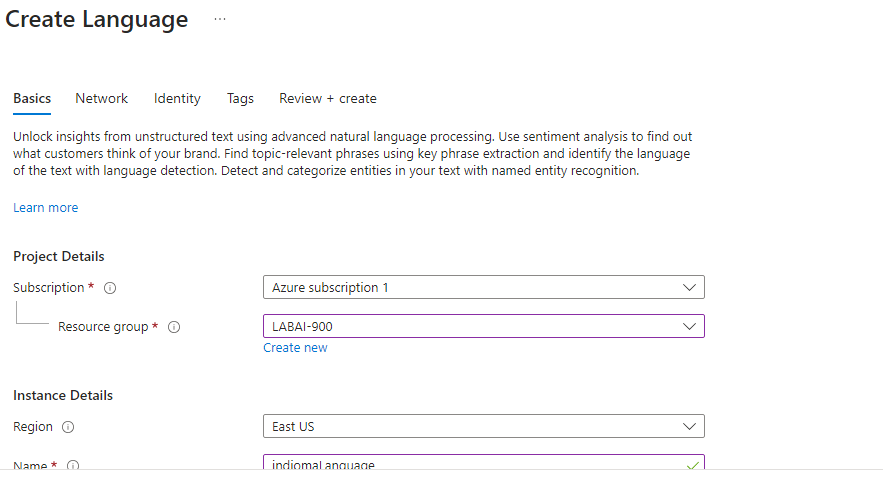 Create Language ...
Basics Network Identity Tags Review + create
Unlock insights from unstructured text using advanced natural language processing. Use sentiment analysis to find out
what customers think of your brand. Find topic-relevant phrases using key phrase extraction and identify the language
of the text with language detection. Detect and categorize entities in your text with named entity recognition.
Learn more
Project Details
Subscription * Azure subscription 1
Resource group * LABAI-900
Create new
Instance Details
Region East US
Name * indiomaLanguage